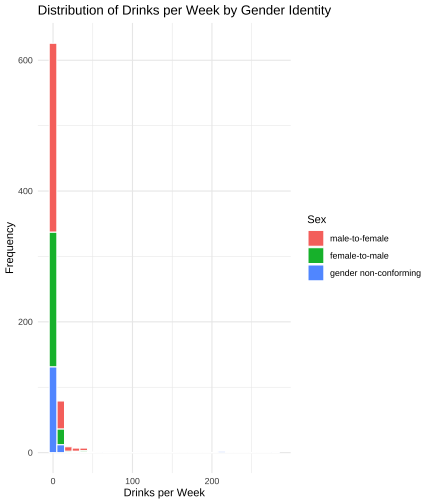 Distribution of Drinks per Week by Gender Identity
600
400
200
0
Frequency
0 100 200
Drinks per Week
Sex
male-to-female
female-to-male
gender non-conforming